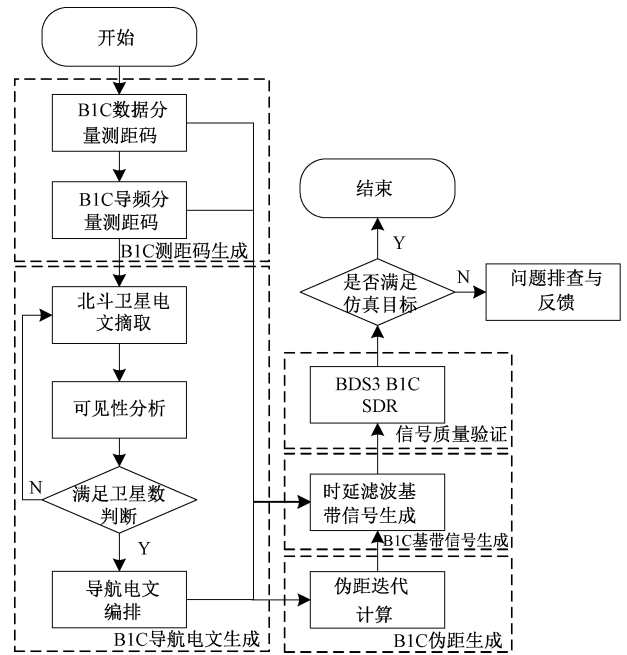 开始
B1C数据分
量测距码
B1C导频分
量测距码
B1C测距码生成
北斗卫星电
文摘取
可见性分析
N
满足卫星数
判断
Y
导航电文
编排
B1C导航电文生成
结束
Y
是否满足
仿真目标
N
问题排查与
反馈
BDS3 B1C
SDR
信号质量验证
时延滤波基
带信号生成
B1C基带信号生成
伪距迭代
计算
B1C伪距生成